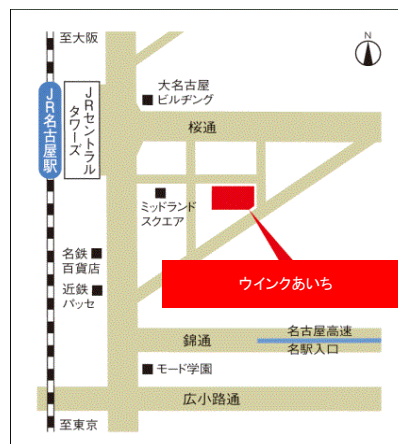 至大阪
N
大名古屋
ビルヂング
JR名古屋駅
JRセントラル
タワーズ
桜通
ミッドランド
スクエア
名鉄
百貨店
ウインクあいち
近鉄
パッセ
錦通
名古屋高速
名駅入口
モード学園
広小路通
至東京